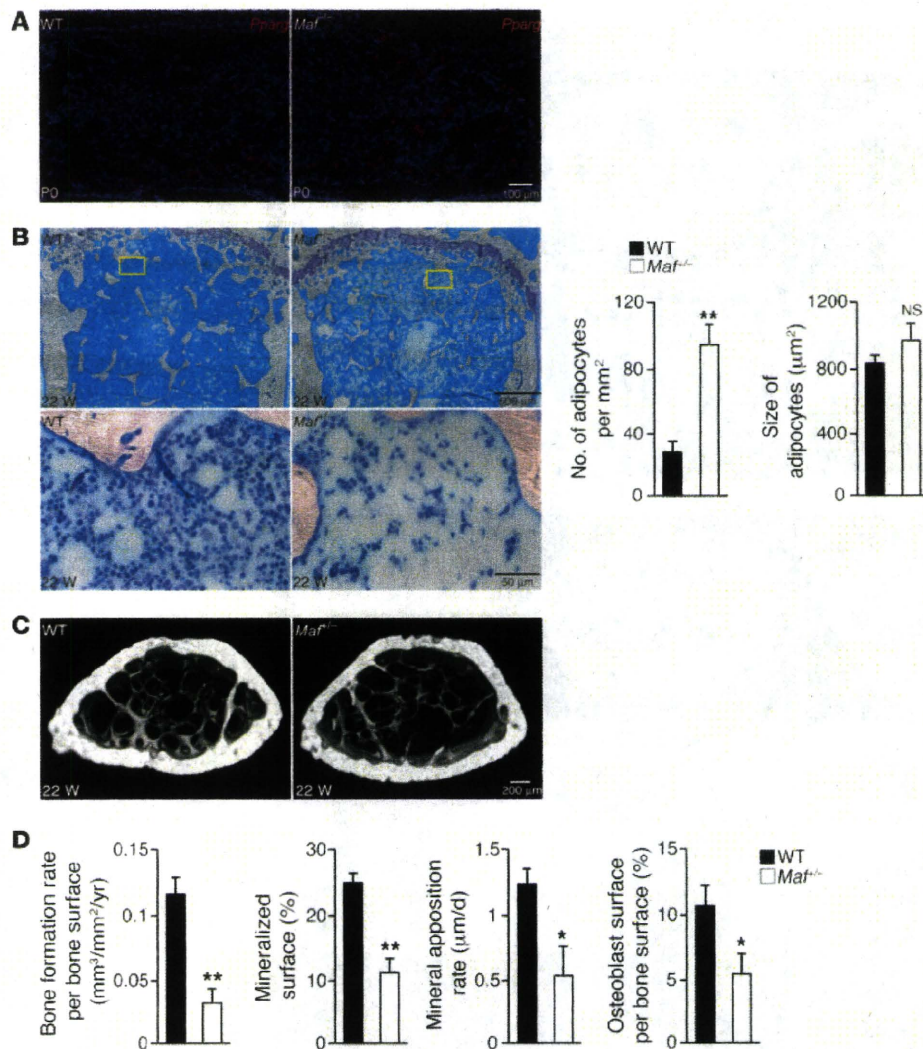 A
WT
Pparg
Maf
Pparg
P0
P0
100 μm
B
WT
Maf
22 W
22 W
WT
Maf+/−
22 W
22 W
50 μm
WT
Maf+/−
No. of adipocytes
per mm²
120
80
40
0
**
Size of
adipocytes (μm²)
1200
800
400
0
NS
C
WT
Maf+/−
22 W
22 W
200 μm
D
Bone formation rate
per bone surface
(mm³/mm²/yr)
0.15
0.1
0.05
0
**
Mineralized
surface (%)
30
20
10
0
**
Mineral apposition
rate (μm/d)
1.5
1
0.5
0
*
Osteoblast surface
per bone surface (%)
15
10
5
0
*
WT
Maf+/−